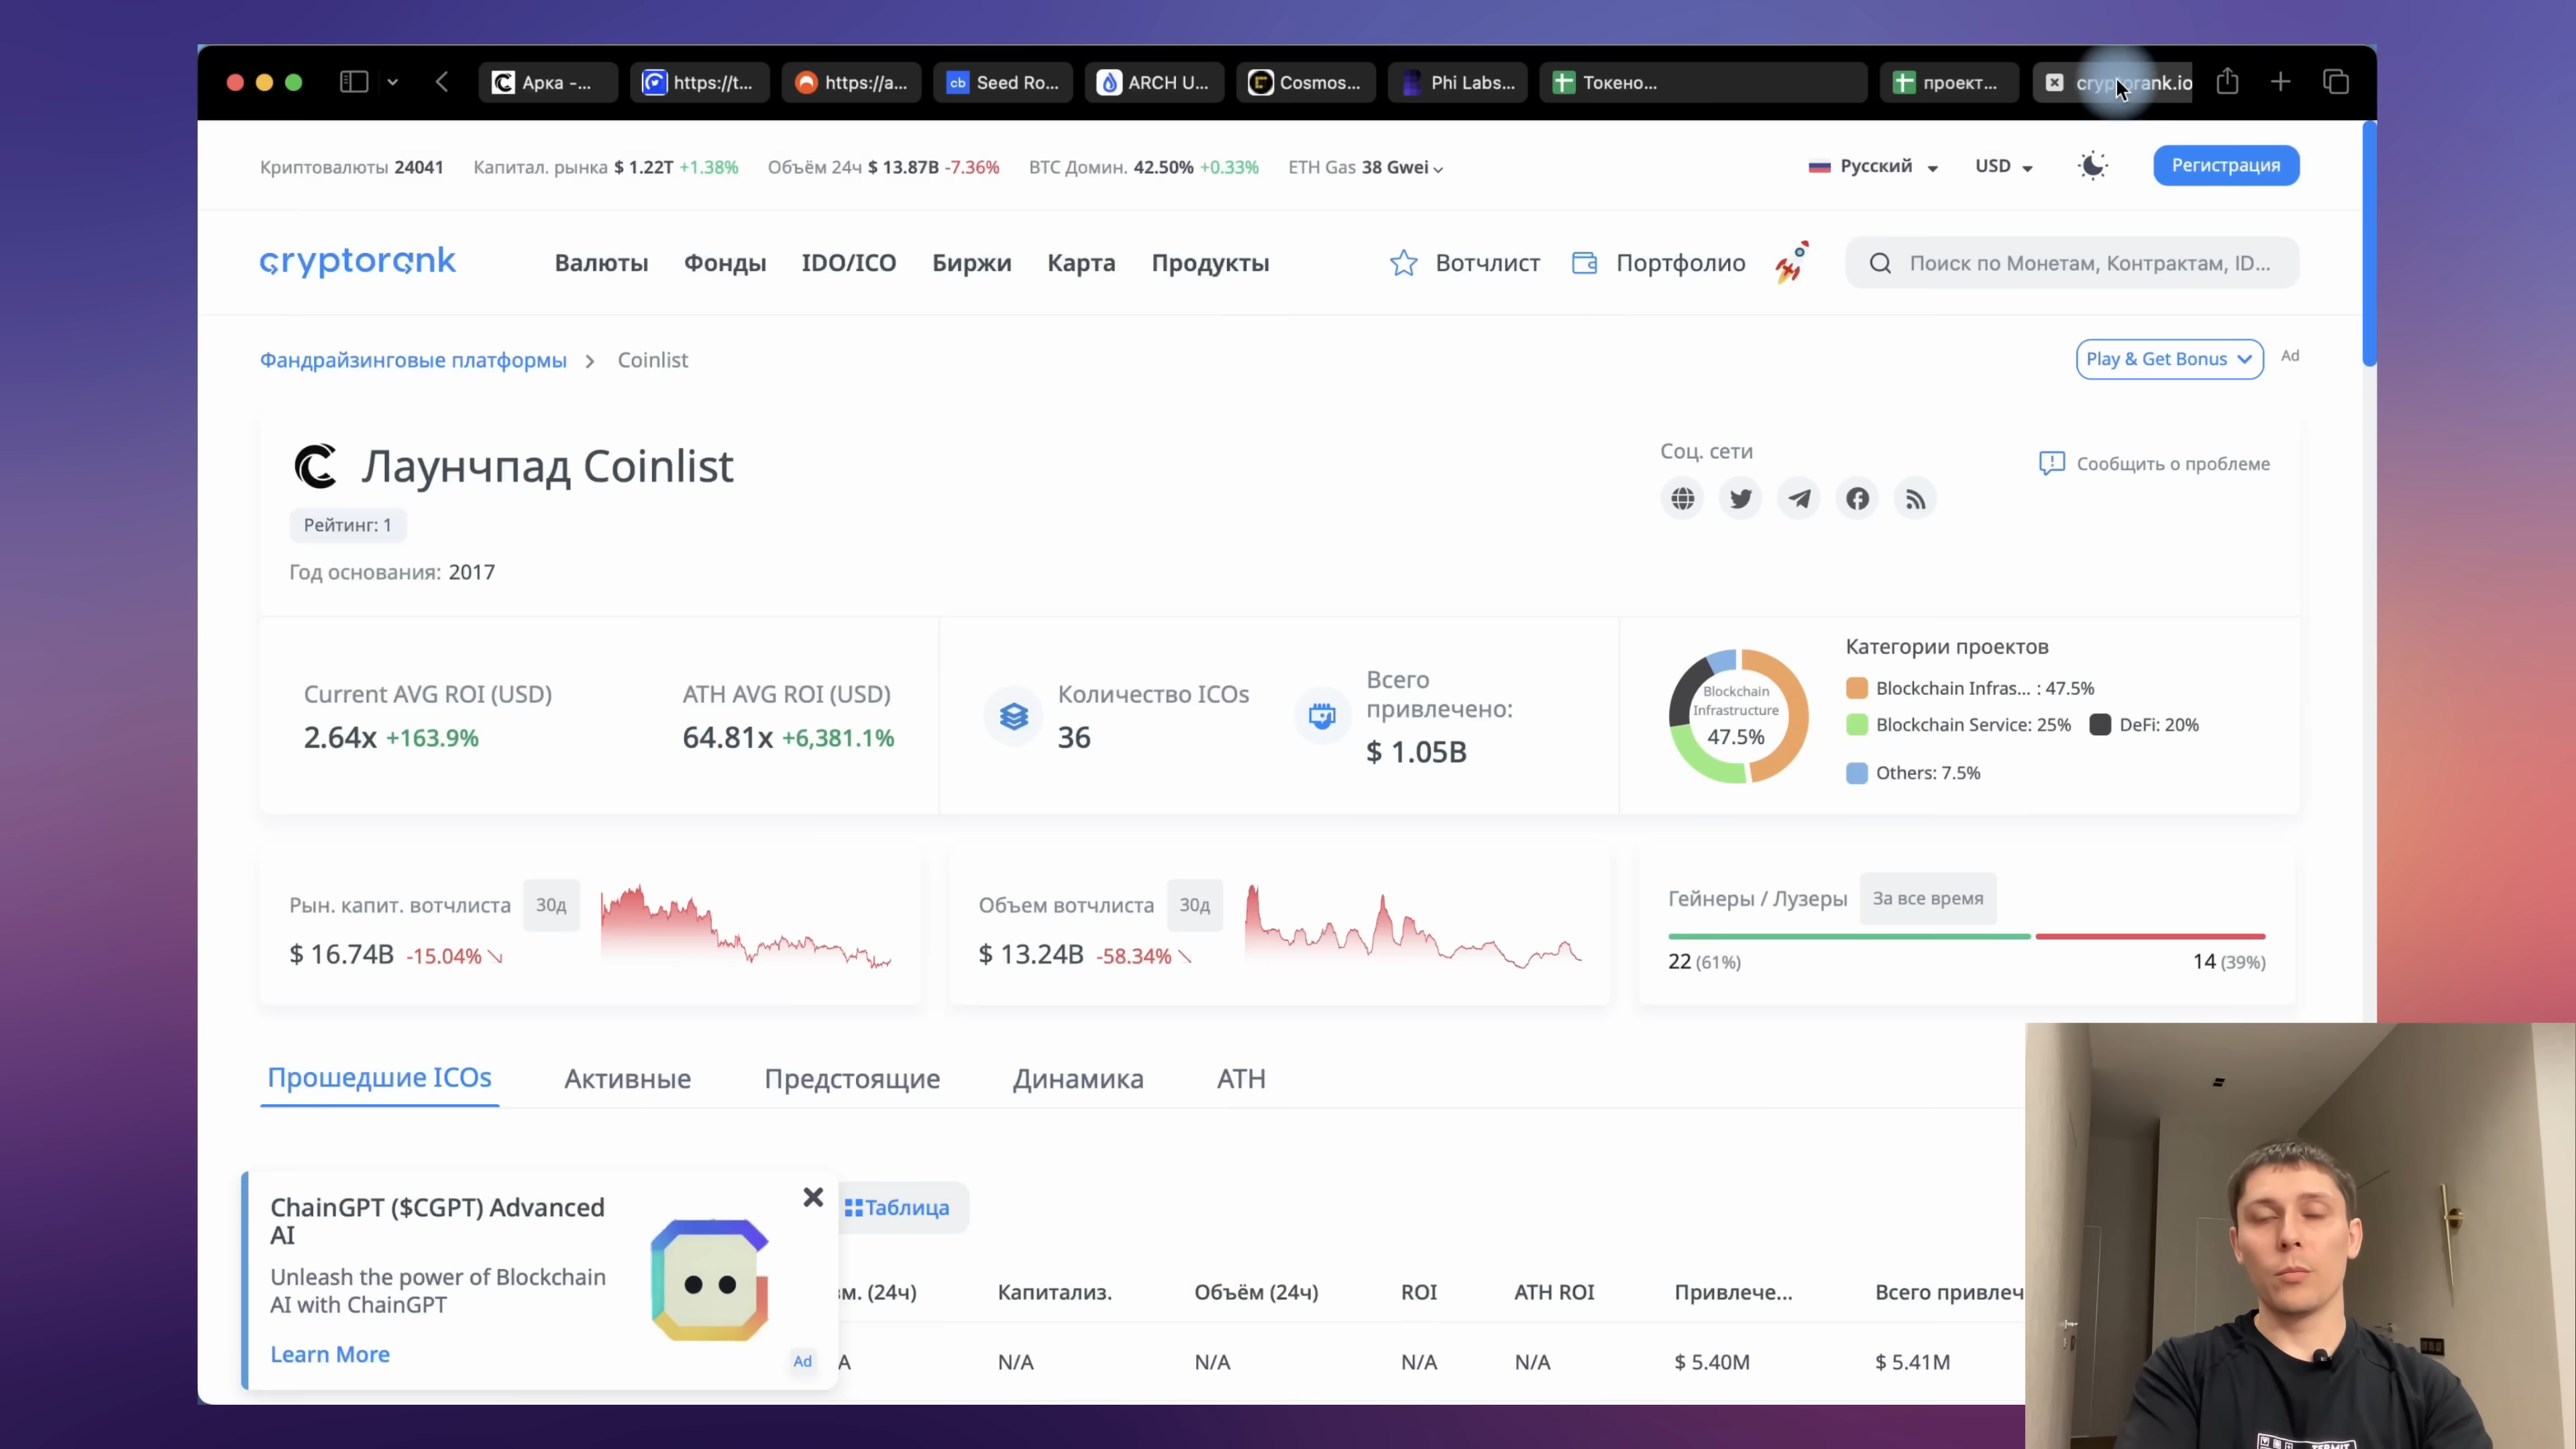 Арка -... https://t... https://a... Seed Ro... ARCH U... Cosmos... Phi Labs... Токено... проект... cryptorank.io
Криптовалюты 24041 Капитал. рынка $ 1.22T +1.38% Объём 24ч $ 13.87B -7.36% BTC Домин. 42.50% +0.33% ETH Gas 38 Gwei Русский USD Регистрация
cryptorank Валюты Фонды IDO/ICO Биржи Карта Продукты Вотчлист Портфолио Поиск по Монетам, Контрактам, ID...
Фандрайзинговые платформы > Coinlist Play & Get Bonus Ad
Лаунчпад Coinlist
Рейтинг: 1
Год основания: 2017
Соц. сети
Сообщить о проблеме
Current AVG ROI (USD)
2.64x +163.9%
ATH AVG ROI (USD)
64.81x +6,381.1%
Количество ICOs
36
Всего
привлечено:
$ 1.05B
Blockchain
Infrastructure
47.5%
Категории проектов
Blockchain Infras... : 47.5%
Blockchain Service: 25% DeFi: 20%
Others: 7.5%
Рын. капит. вотчлиста 30д
$ 16.74B -15.04%
Объем вотчлиста 30д
$ 13.24B -58.34%
Гейнеры / Лузеры За все время
22 (61%) 14 (39%)
Прошедшие ICOs Активные Предстоящие Динамика ATH
ChainGPT ($CGPT) Advanced
AI
Unleash the power of Blockchain
AI with ChainGPT
Learn More
Ad
Таблица
зм. (24ч) Капитализ. Объём (24ч) ROI ATH ROI Привлече... Всего привлеч
A N/A N/A N/A N/A $ 5.40M $ 5.41M